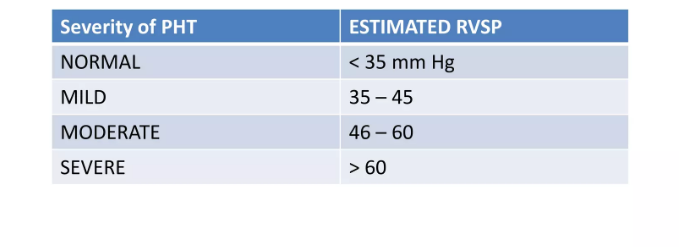 Severity of PHT ESTIMATED RVSP
NORMAL < 35 mm Hg
MILD 35 – 45
MODERATE 46 – 60
SEVERE > 60